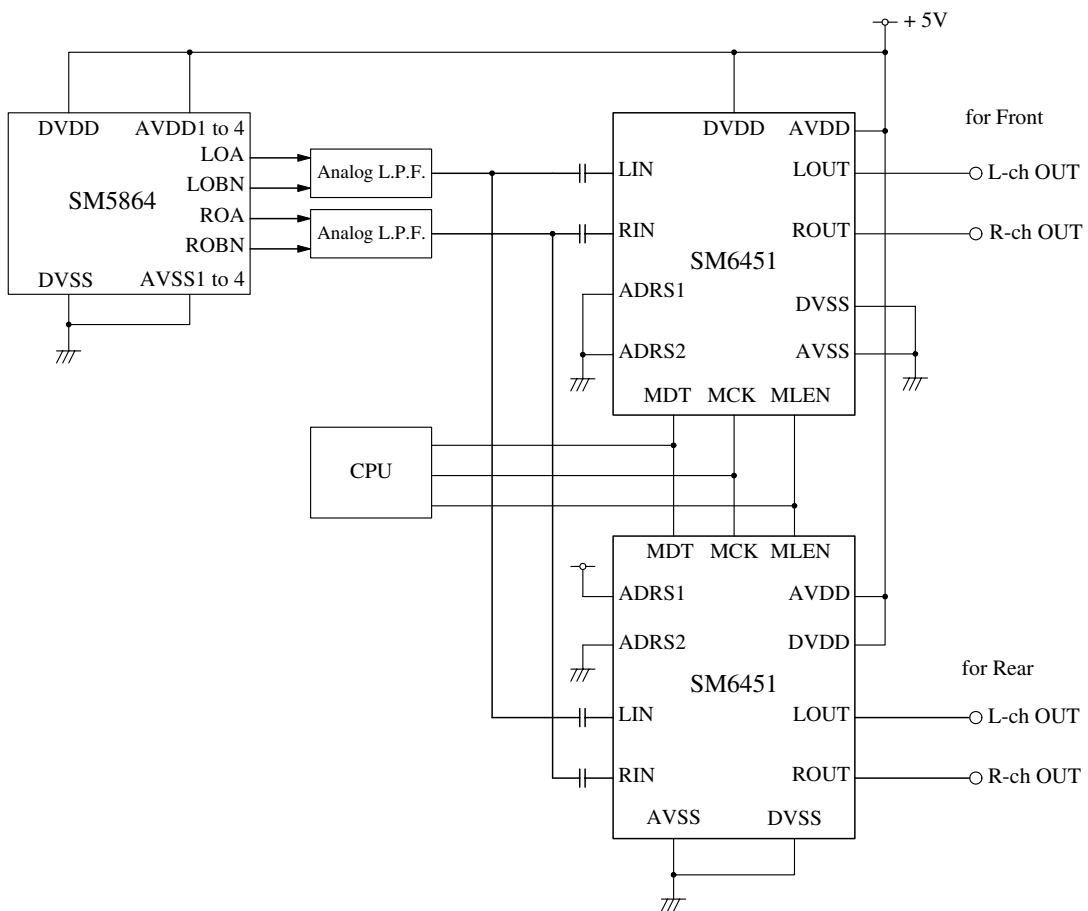 + 5V
DVDD
AVDD1 to 4
LOA
LOBN
SM5864
ROA
ROBN
DVSS
AVSS1 to 4
Analog L.P.F.
Analog L.P.F.
DVDD
AVDD
LIN
LOUT
RIN
ROUT
SM6451
ADRS1
DVSS
ADRS2
AVSS
MDT
MCK
MLEN
for Front
L-ch OUT
R-ch OUT
CPU
MDT
MCK
MLEN
ADRS1
AVDD
ADRS2
DVDD
SM6451
LIN
LOUT
RIN
ROUT
AVSS
DVSS
for Rear
L-ch OUT
R-ch OUT